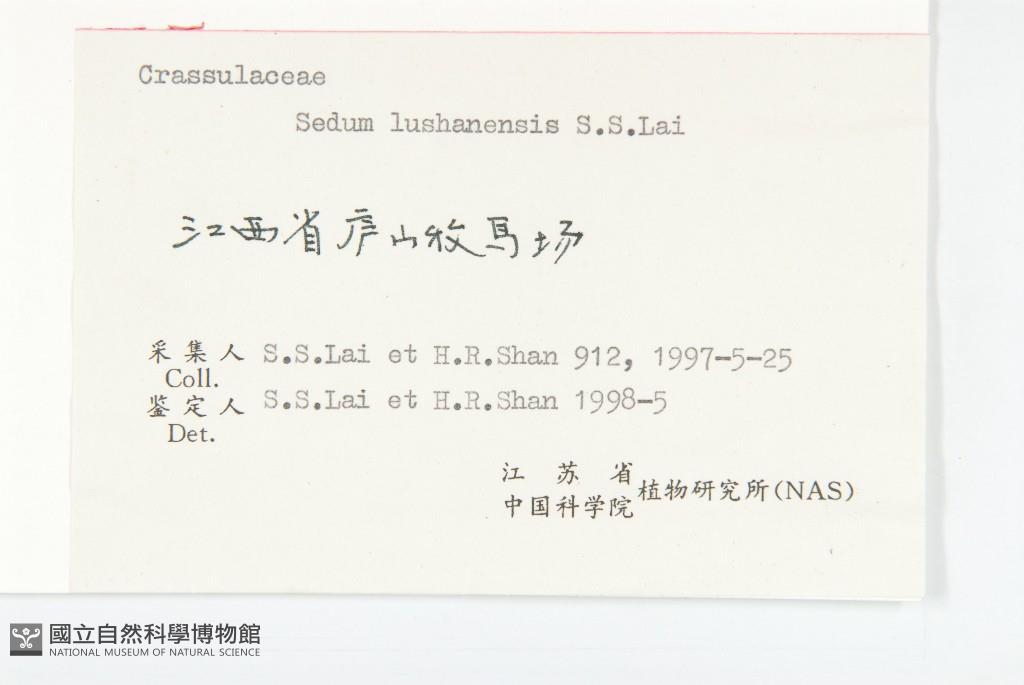 Crassulaceae
Sedum lushanensis S.S.Lai
江西省庐山牧馬场
采集人 S.S.Lai et H.R.Shan 912, 1997-5-25
Coll.
鉴定人 S.S.Lai et H.R.Shan 1998-5
Det.
江苏省
中国科学院 植物研究所(NAS)
國立自然科學博物館
NATIONAL MUSEUM OF NATURAL SCIENCE